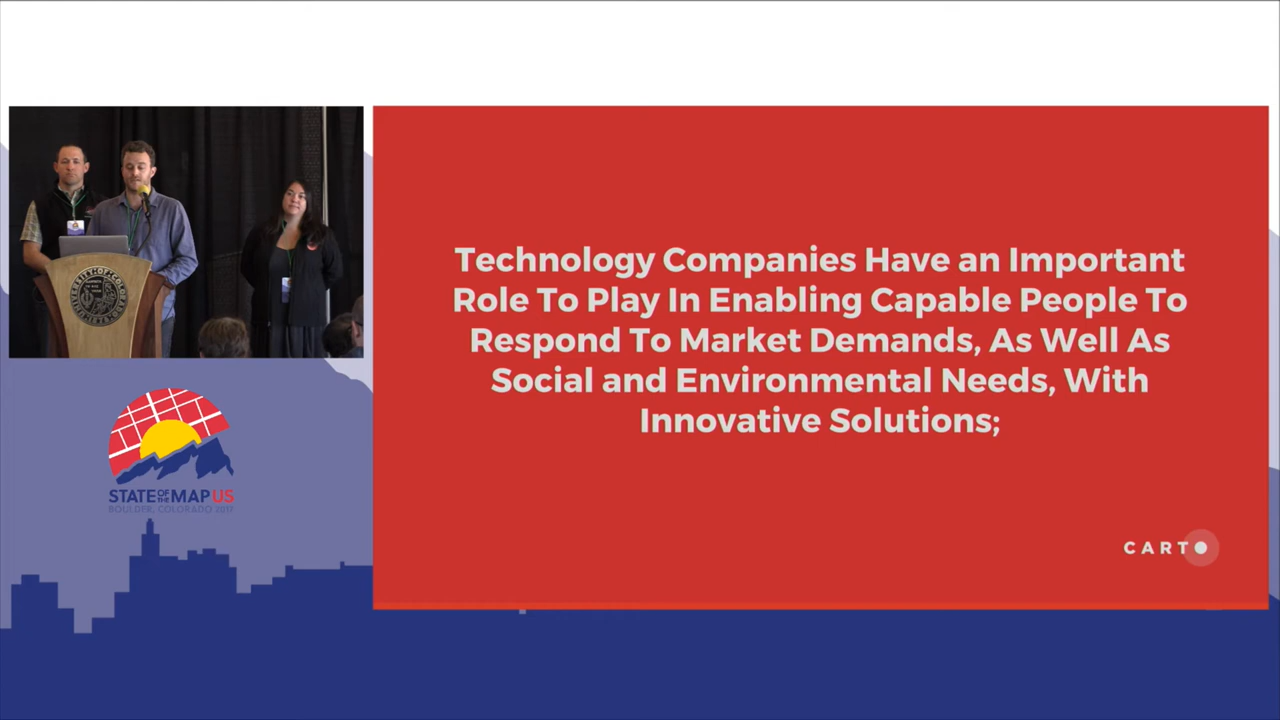 Technology Companies Have an Important
Role To Play In Enabling Capable People To
Respond To Market Demands, As Well As
Social and Environmental Needs, With
Innovative Solutions;
CARTO
STATE OF THE MAP US
BOULDER, COLORADO 2017